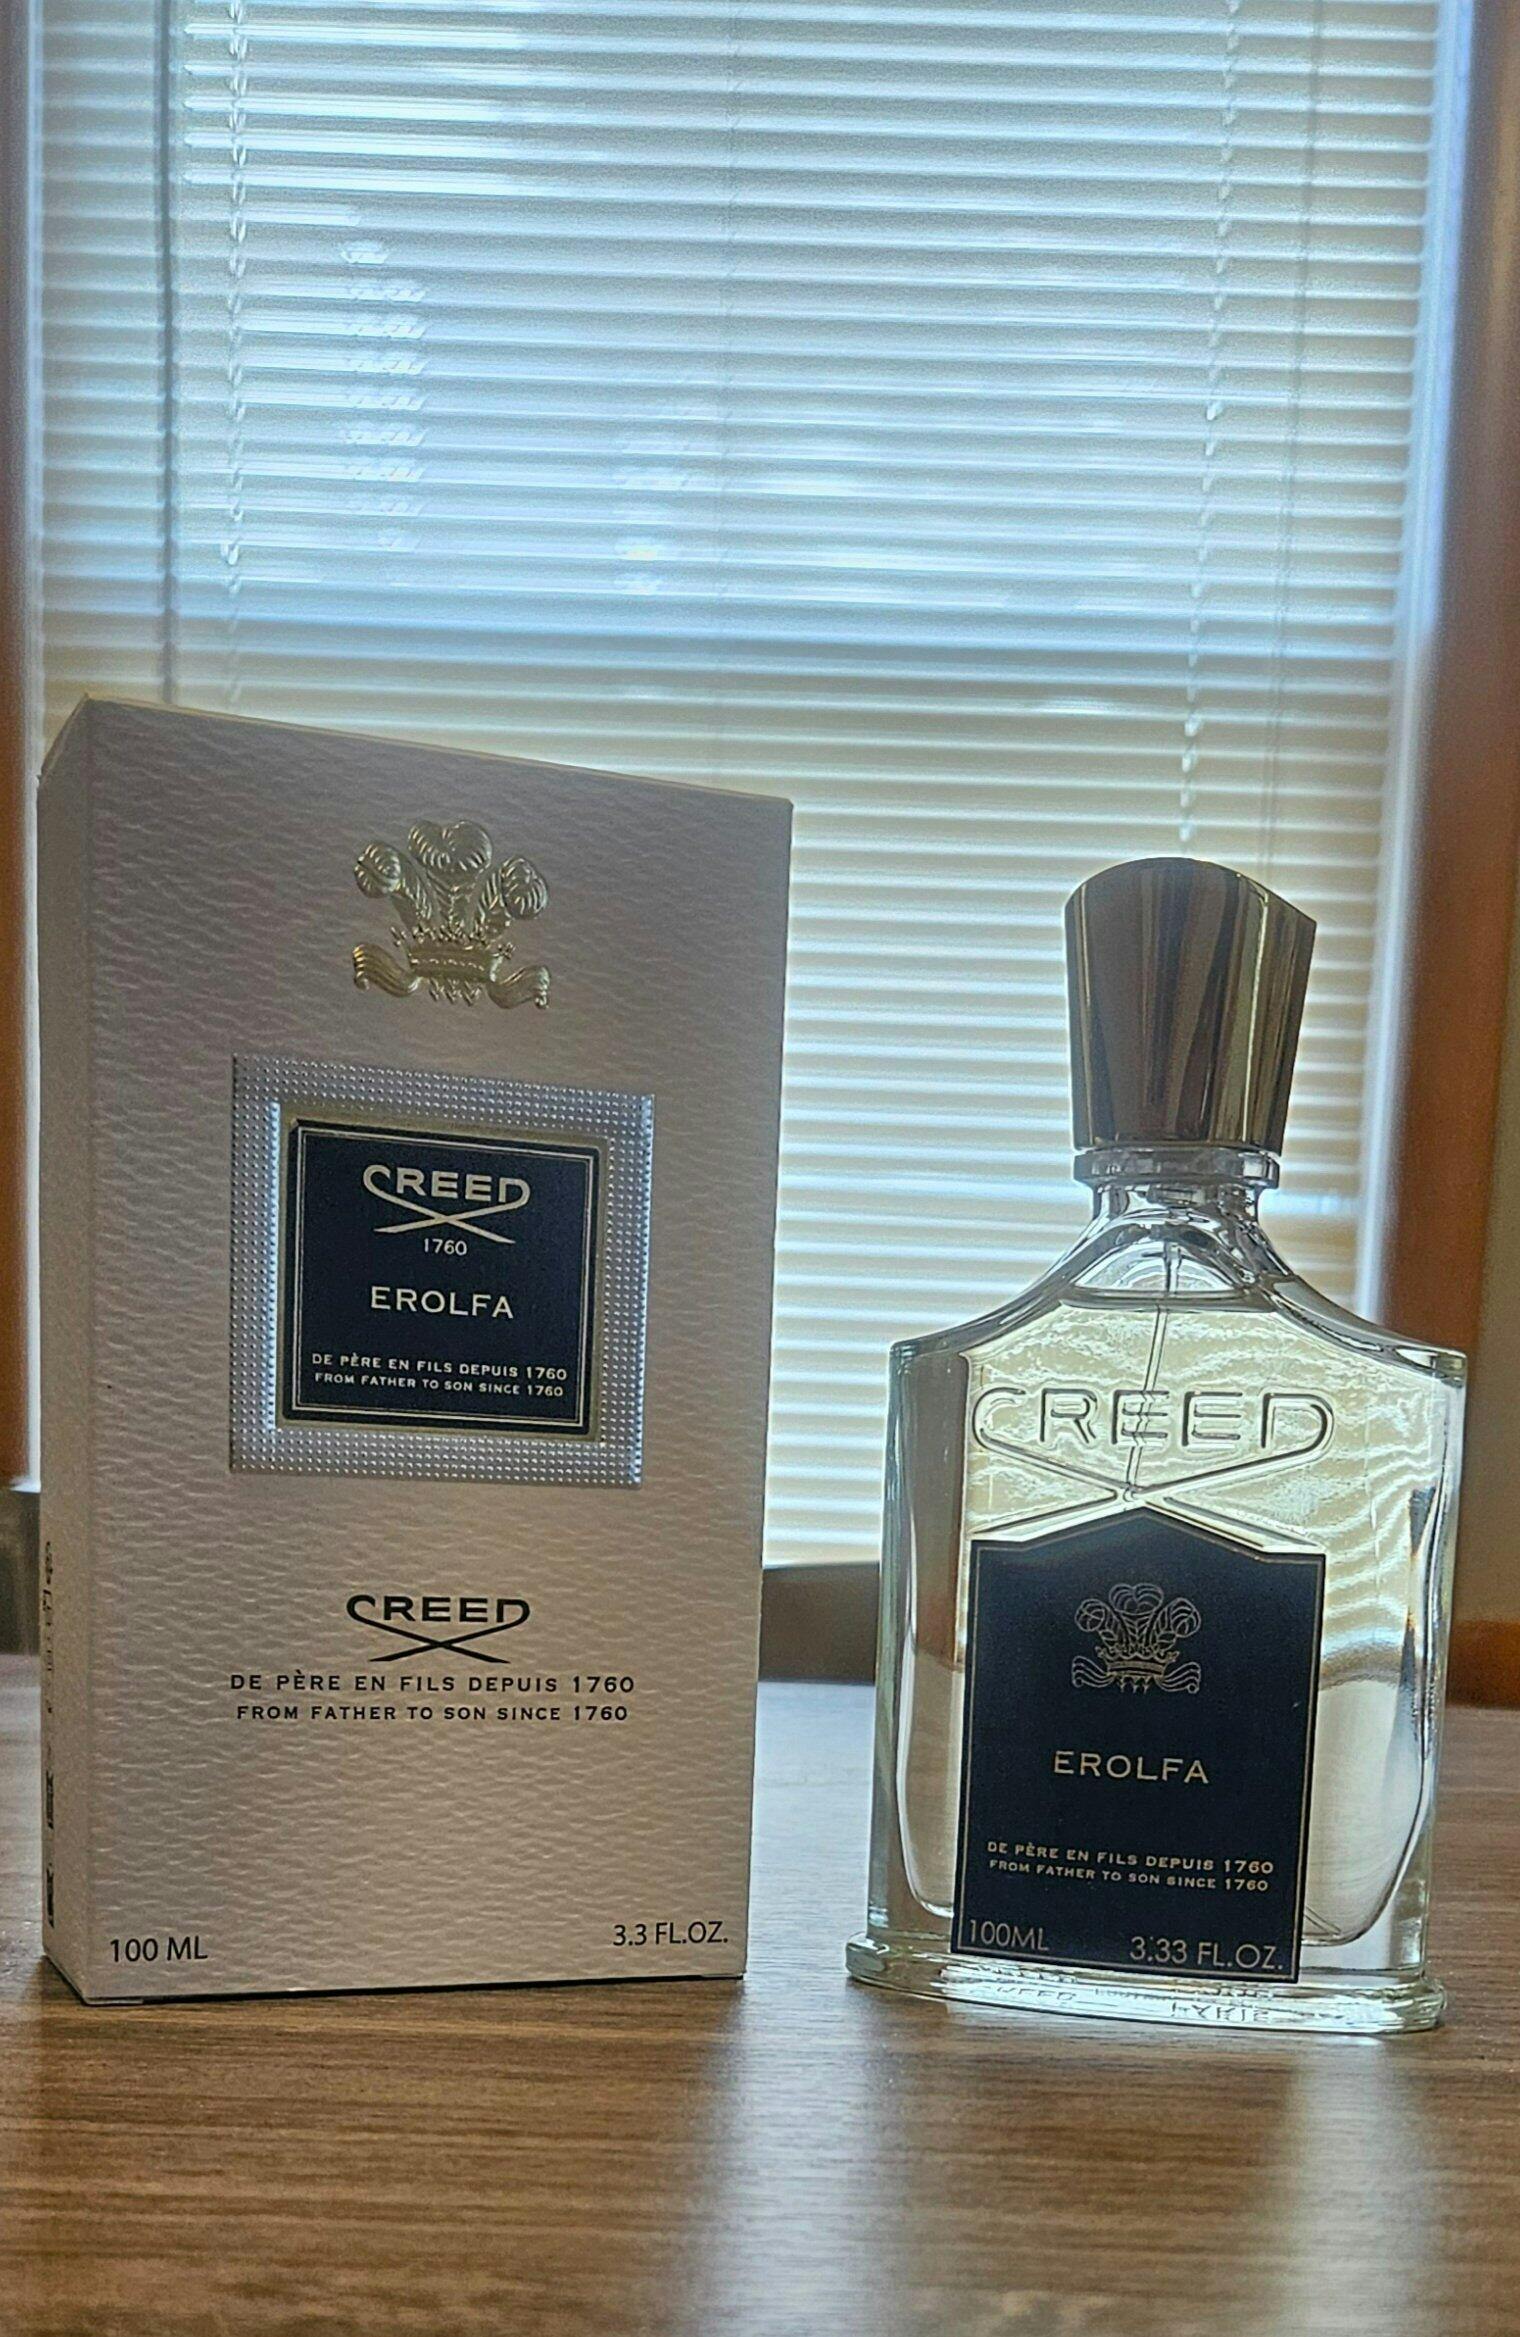 CREED
1760
EROLFA
DE PÈRE EN FILS DEPUIS 1760
FROM FATHER TO SON SINCE 1760
CREED
DE PÈRE EN FILS DEPUIS 1760
FROM FATHER TO SON SINCE 1760
100 ML 3.3 FL.OZ.
CREED
EROLFA
DE PÈRE EN FILS DEPUIS 1760
FROM FATHER TO SON SINCE 1760
100ML 3.33 FL.OZ.
CREED
PARIS